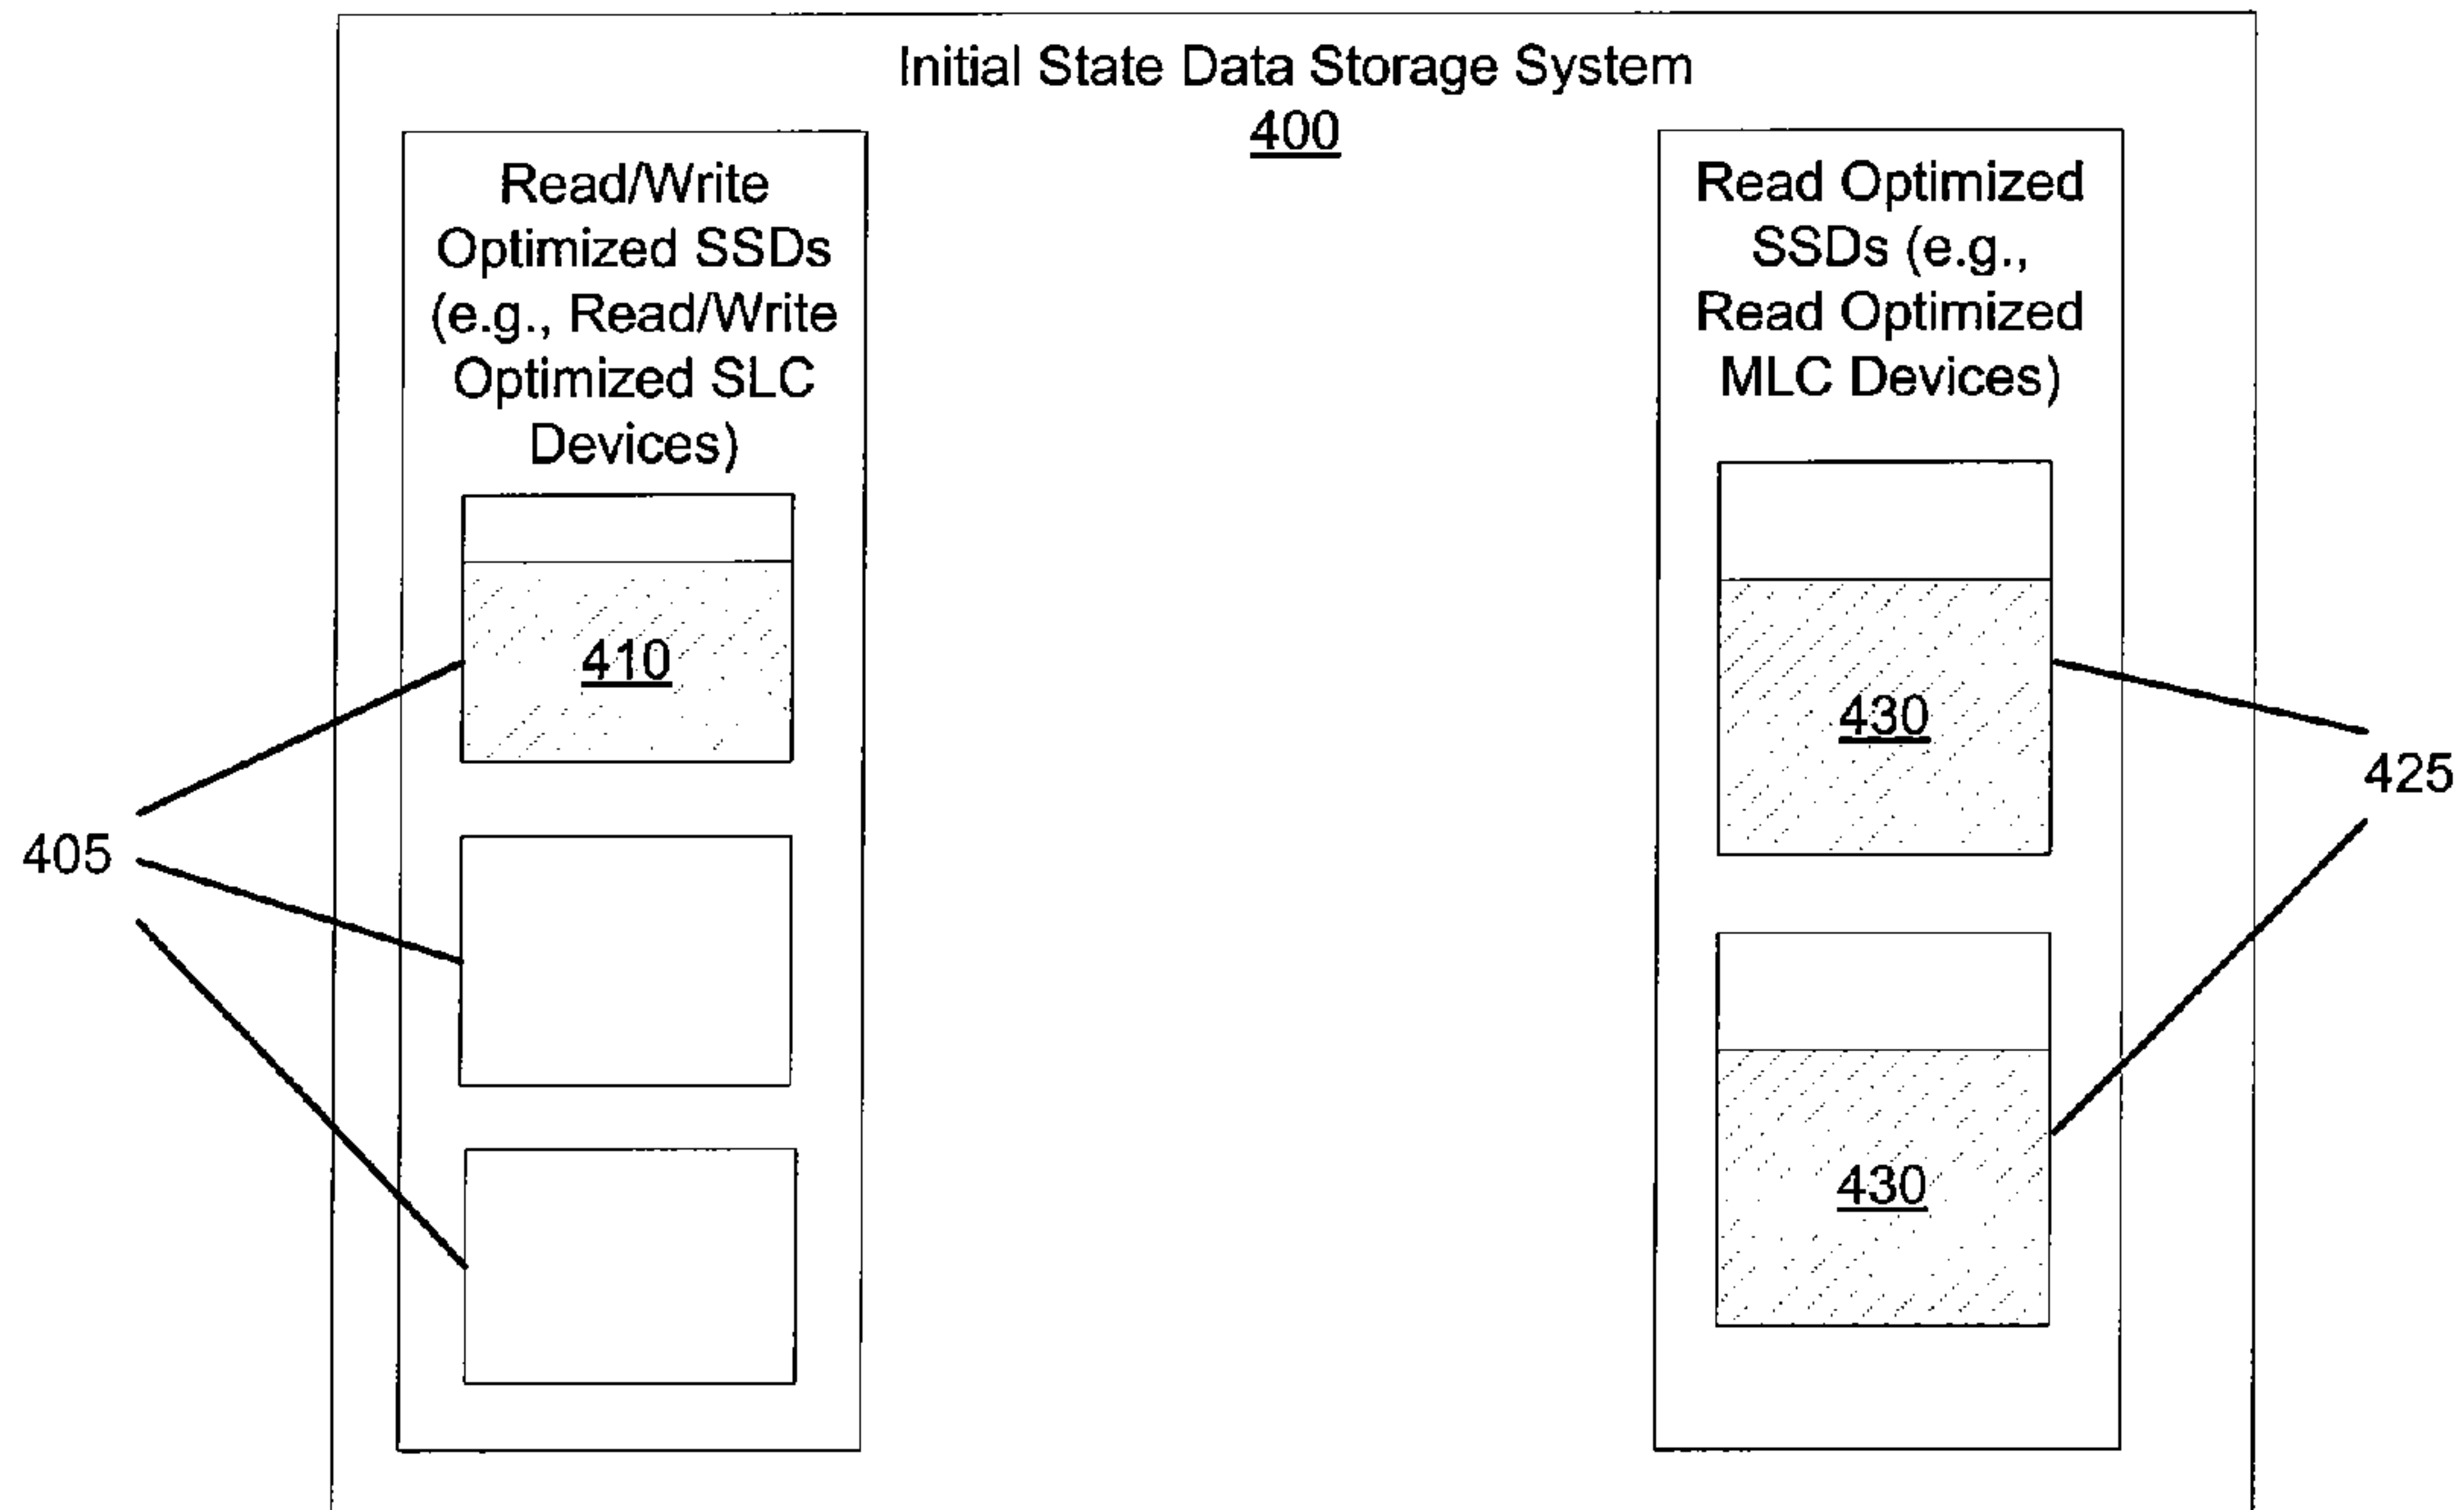 Initial State Data Storage System
400
Read/Write
Optimized SSDs
(e.g., Read/Write
Optimized SLC
Devices)
410
405
Read Optimized
SSDs (e.g.,
Read Optimized
MLC Devices)
430
425
430